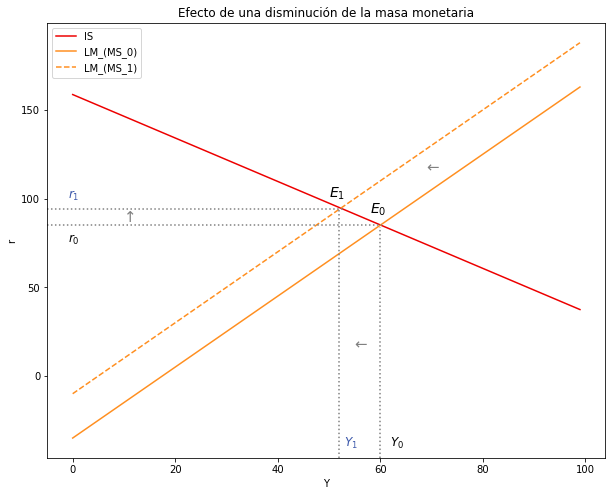 Efecto de una disminución de la masa monetaria
IS
LM_(MS_0)
LM_(MS_1)
150
100
50
0
r
r₁
↑
r₀
E₁
E₀
←
←
Y₁
Y₀
0
20
40
60
80
100
Y